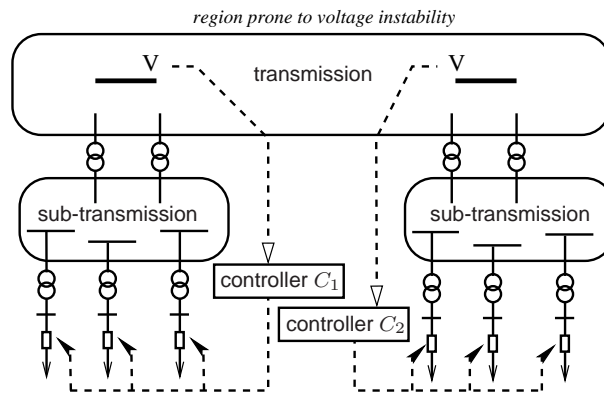 region prone to voltage instability
V
transmission
V
sub-transmission
sub-transmission
controller C₁
controller C₂